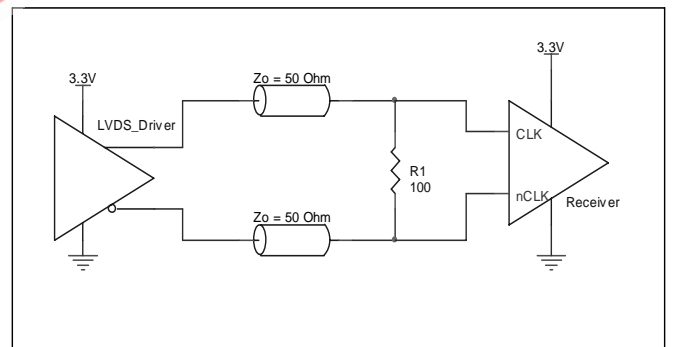 3.3V
LVDS_Driver
Zo = 50 Ohm
Zo = 50 Ohm
R1
100
3.3V
CLK
nCLK
Receiver